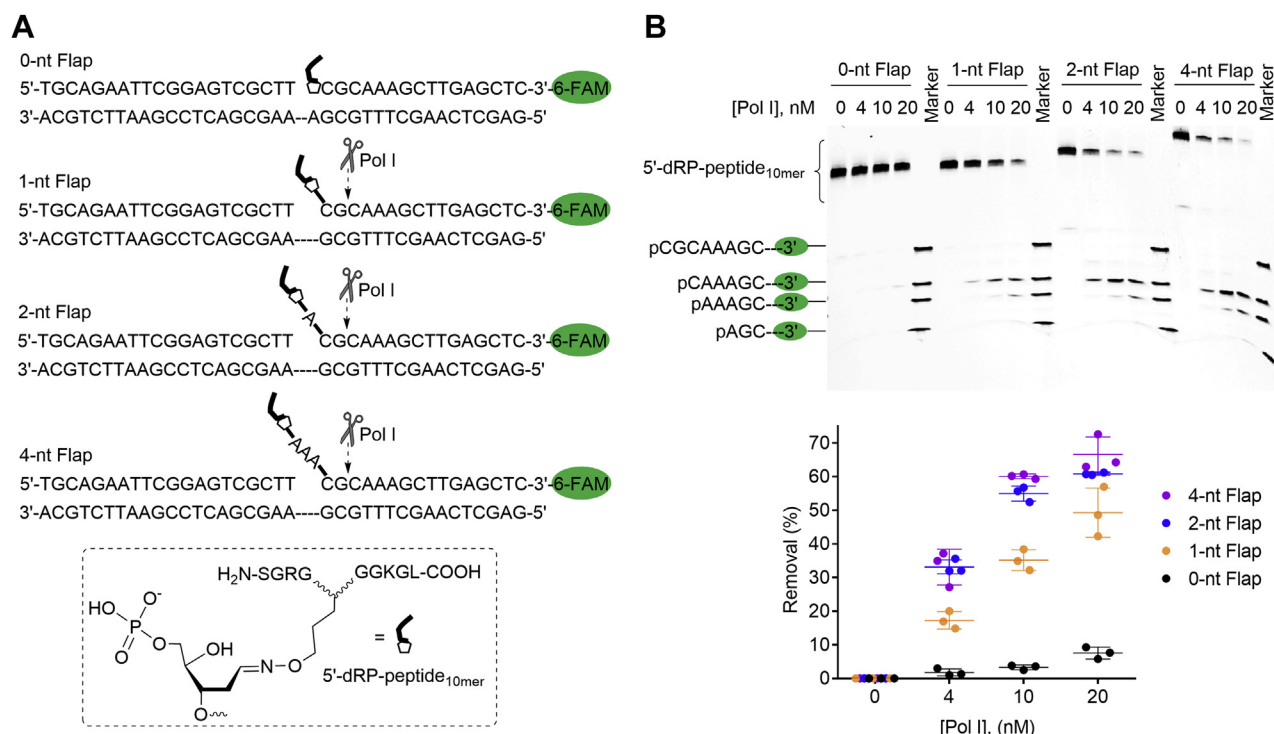 A
0-nt Flap
5'-TGCAGAATTCGGAGTCGCTT CGCAAAGCTTGAGCTC-3'-6-FAM
3'-ACGTCTTAAGCCTCAGCGAA--AGCGTTTCGAACTCGAG-5'
Pol I
1-nt Flap
5'-TGCAGAATTCGGAGTCGCTT CGCAAAGCTTGAGCTC-3'-6-FAM
3'-ACGTCTTAAGCCTCAGCGAA----GCGTTTCGAACTCGAG-5'
Pol I
2-nt Flap
A
5'-TGCAGAATTCGGAGTCGCTT CGCAAAGCTTGAGCTC-3'-6-FAM
3'-ACGTCTTAAGCCTCAGCGAA----GCGTTTCGAACTCGAG-5'
Pol I
4-nt Flap
AAA
5'-TGCAGAATTCGGAGTCGCTT CGCAAAGCTTGAGCTC-3'-6-FAM
3'-ACGTCTTAAGCCTCAGCGAA----GCGTTTCGAACTCGAG-5'
H2N-SGRG GGKGL-COOH
HO O- P O O OH N O O
=
5'-dRP-peptide10mer
B
0-nt Flap 1-nt Flap 2-nt Flap 4-nt Flap
[Pol I], nM 0 4 10 20 Marker 0 4 10 20 Marker 0 4 10 20 Marker 0 4 10 20 Marker
5'-dRP-peptide10mer
pCGCAAAGC---3'
pCAAAGC---3'
pAAAGC---3'
pAGC---3'
Removal (%)
70
60
50
40
30
20
10
0
0 4 10 20
[Pol I], (nM)
4-nt Flap
2-nt Flap
1-nt Flap
0-nt Flap